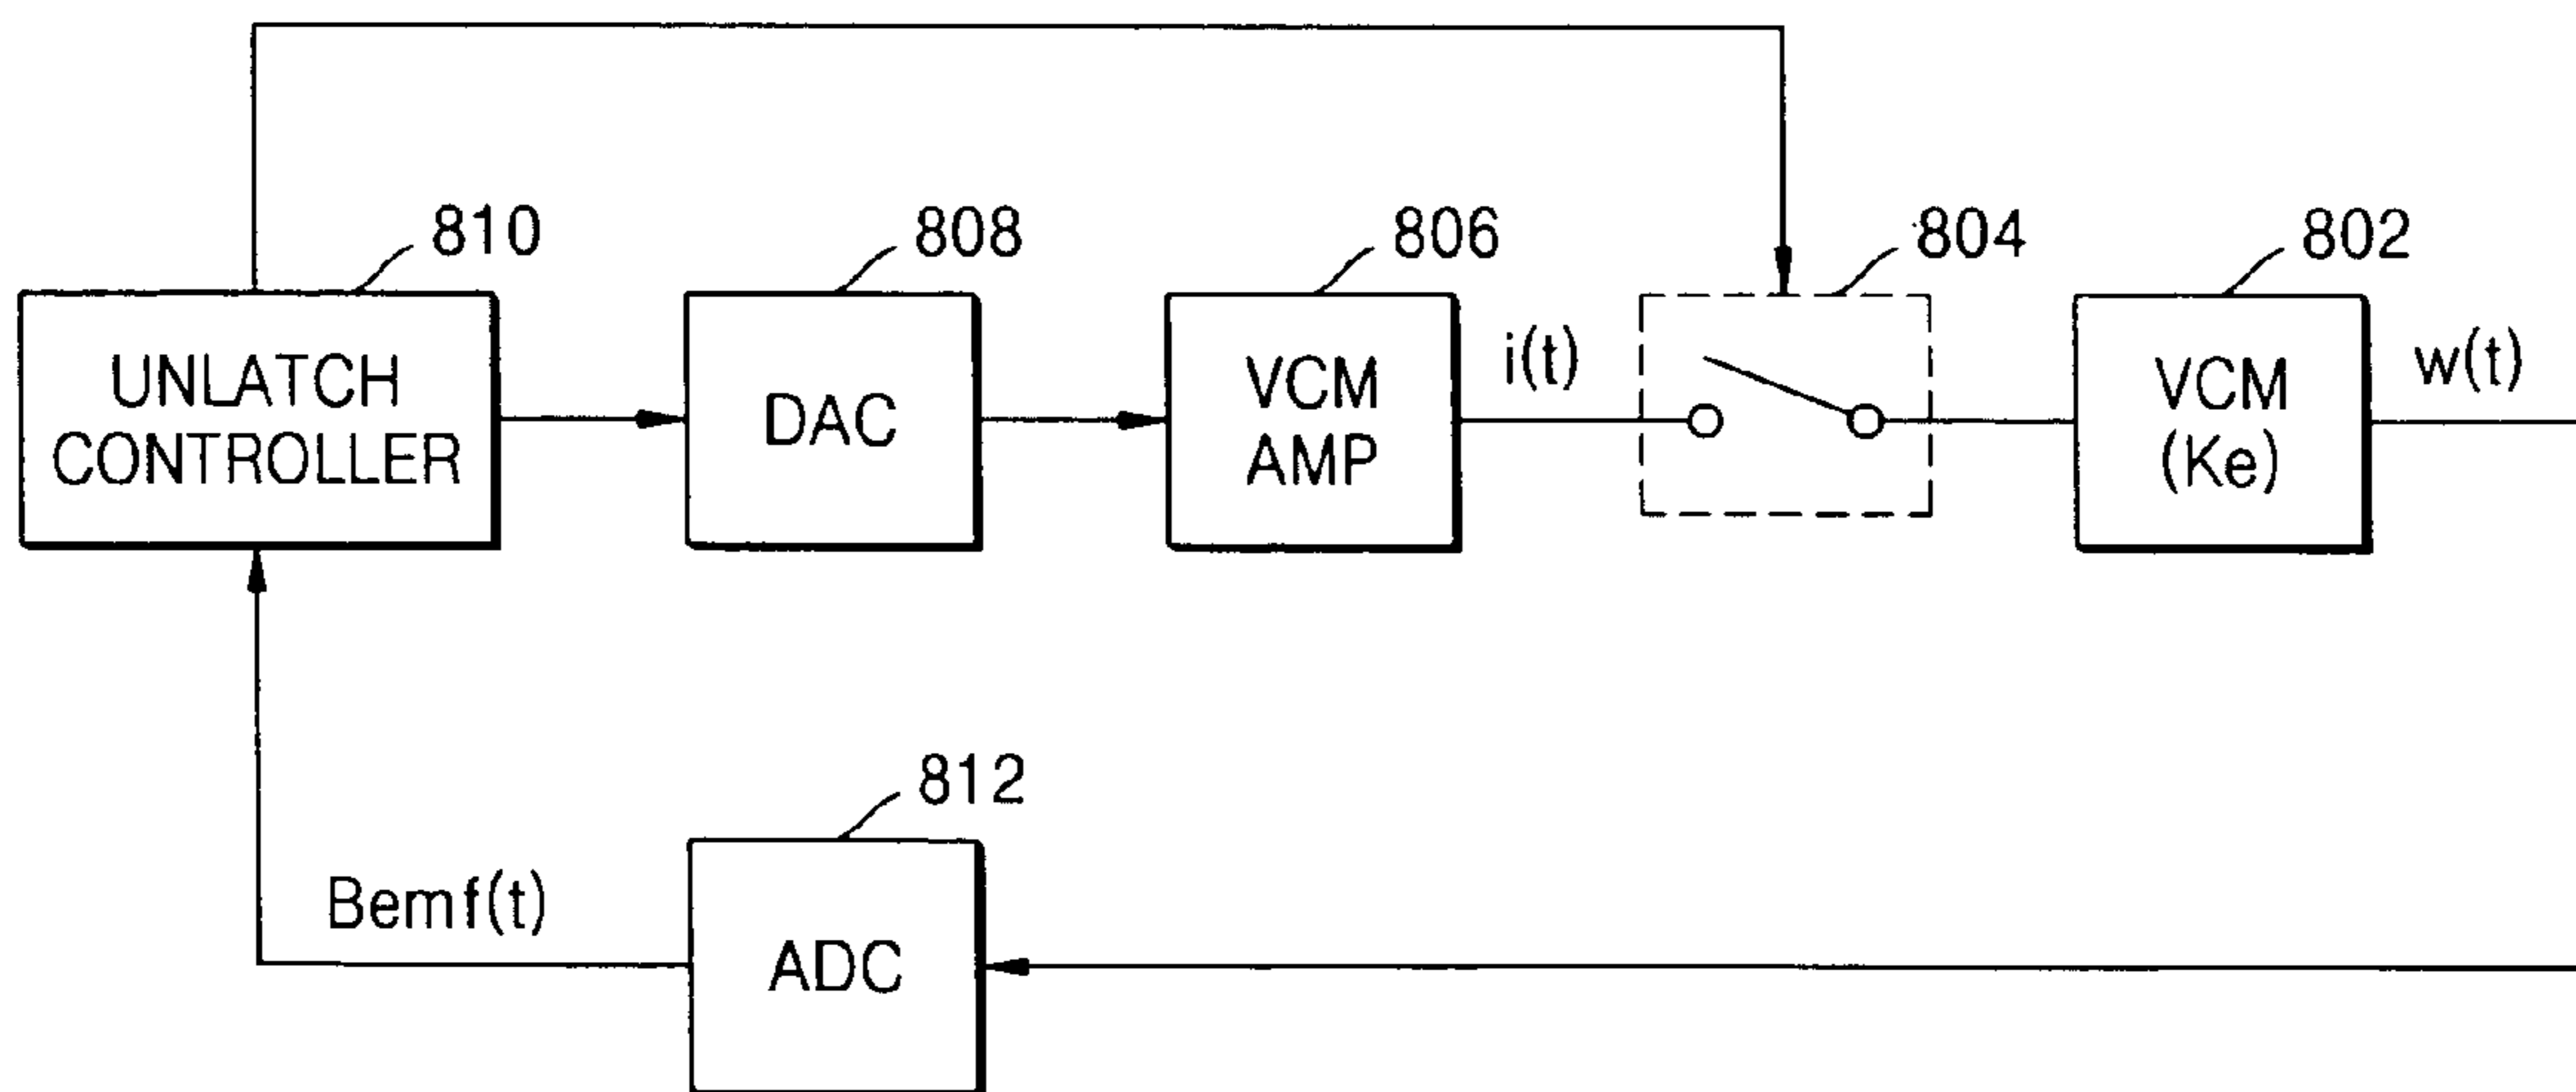 810
808
806
804
802
UNLATCH
CONTROLLER
DAC
VCM
AMP
i(t)
VCM
(Ke)
w(t)
812
Bemf(t)
ADC